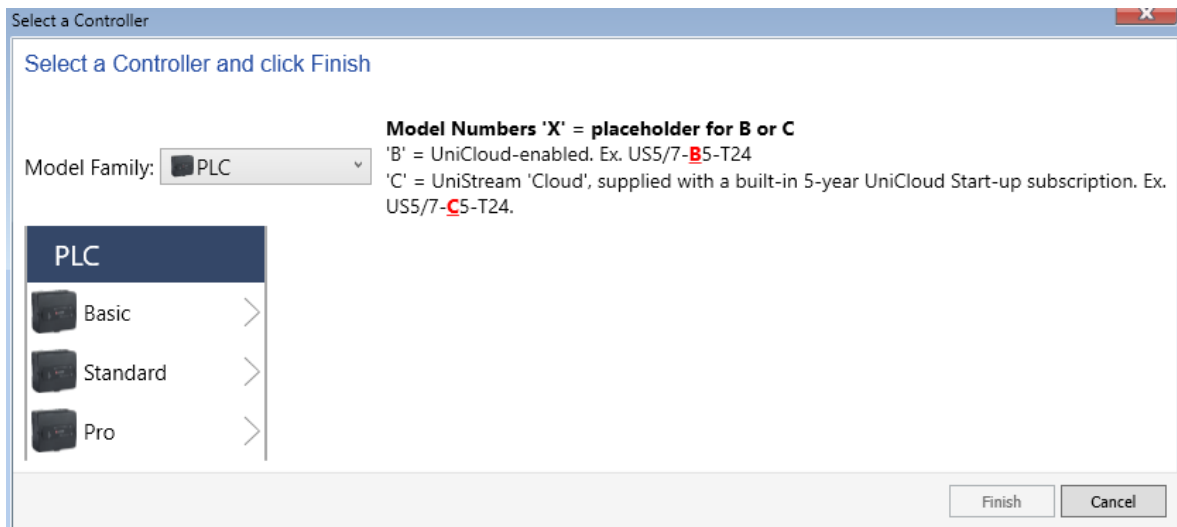 Select a Controller
X
Select a Controller and click Finish
Model Numbers 'X' = placeholder for B or C
'B' = UniCloud-enabled. Ex. US5/7-B5-T24
'C' = UniStream 'Cloud', supplied with a built-in 5-year UniCloud Start-up subscription. Ex.
US5/7-C5-T24.
Model Family: PLC
PLC
Basic
Standard
Pro
Finish Cancel